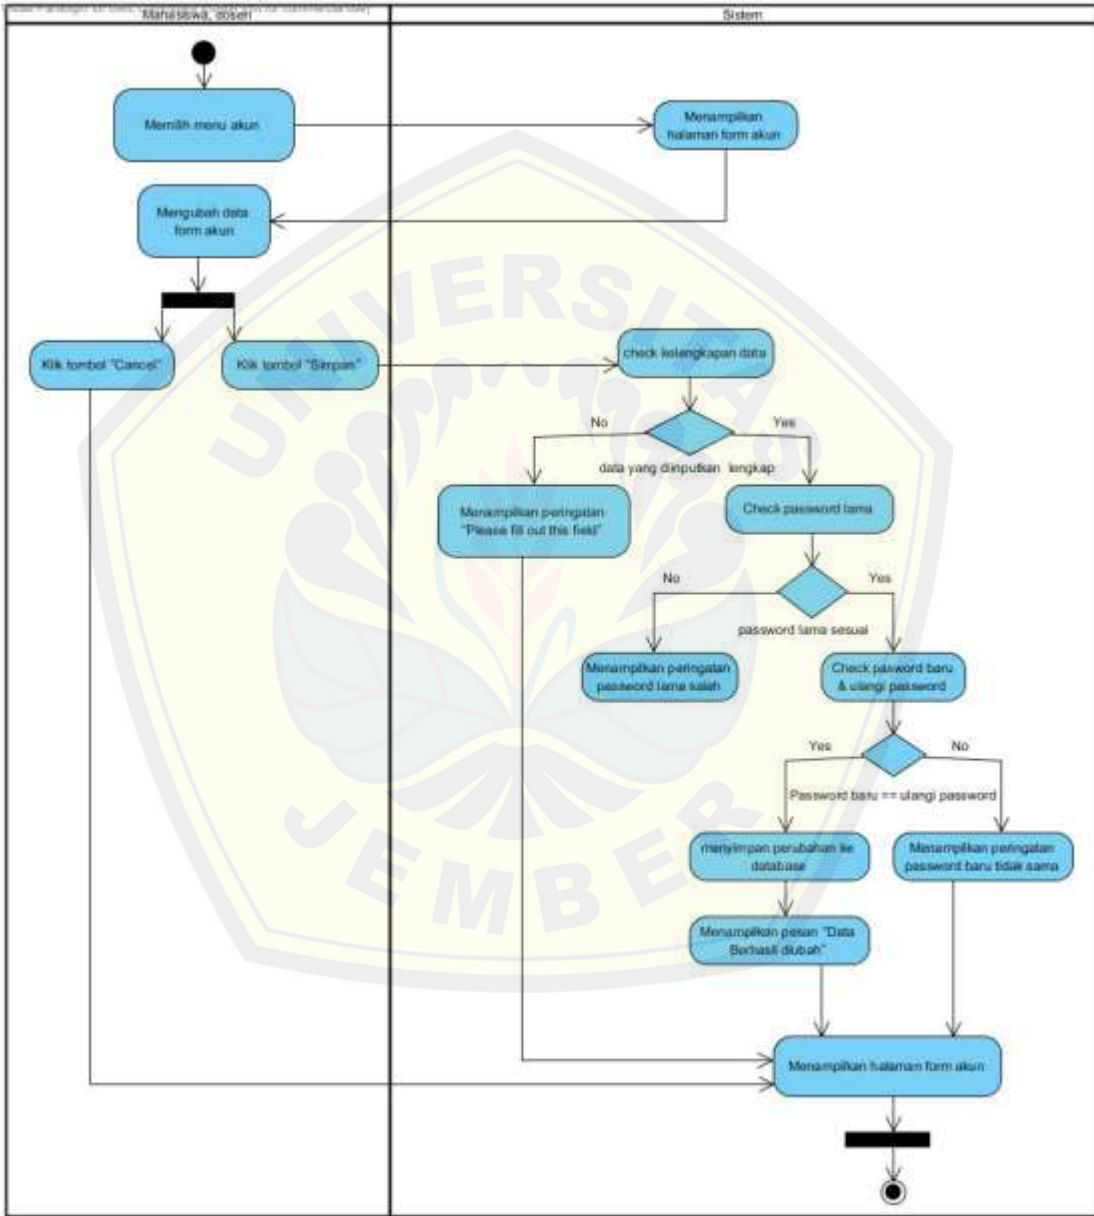 Mahasiswa, dosen
Sistem
Memilih menu akun
Menampilkan
halaman form akun
Mengubah data
form akun
Klik tombol "Cancel"
Klik tombol "Simpan"
check kelengkapan data
No
Yes
data yang diinputkan lengkap
Menampilkan peringatan
"Please fill out this field"
Check password lama
No
Yes
password lama sesuai
Menampilkan peringatan
password lama salah
Check pasword baru
& ulangi password
Yes
No
Password baru == ulangi password
menyimpan perubahan ke
database
Menampilkan peringatan
password baru tidak sama
Menampilkan pesan "Data
Berhasil diubah"
Menampilkan halaman form akun
UNIVERSITAS
JEMBER